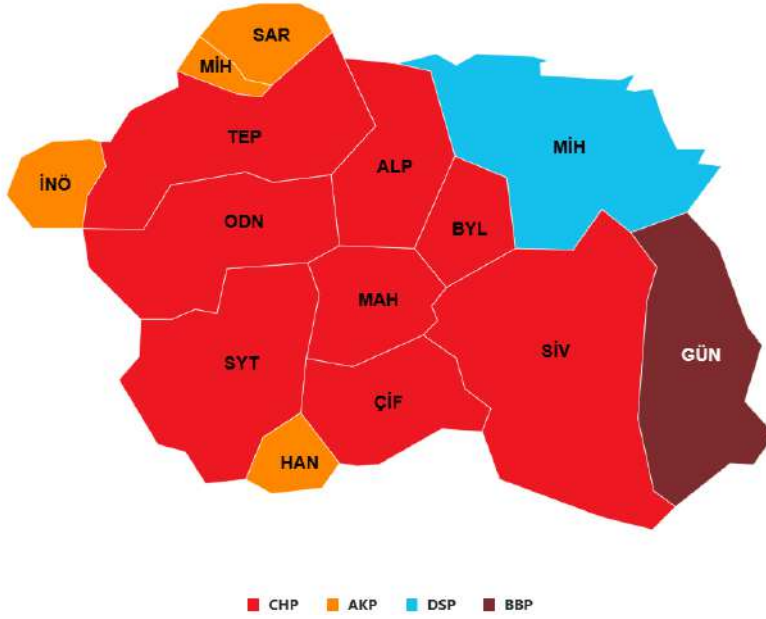 SAR
MİH
TEP
MİH
ALP
İNÖ
ODN
BYL
MAH
SİV
GÜN
SYT
ÇİF
HAN
CHP AKP DSP BBP